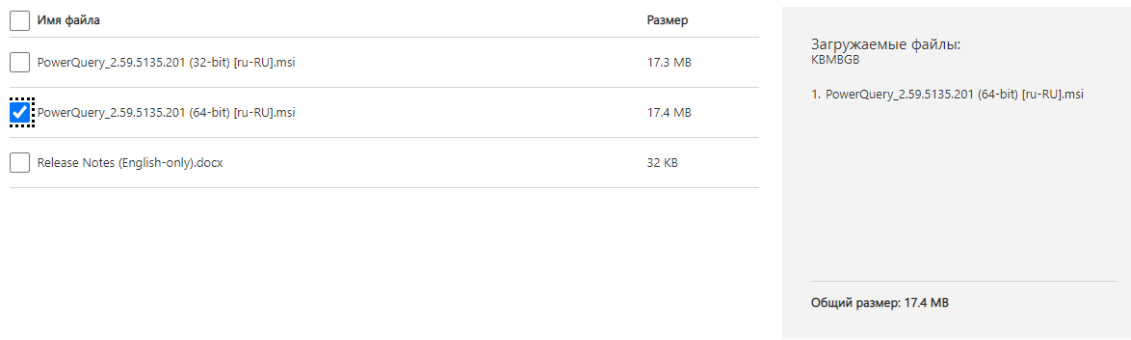 Имя файла Размер
PowerQuery_2.59.5135.201 (32-bit) [ru-RU].msi 17.3 MB
PowerQuery_2.59.5135.201 (64-bit) [ru-RU].msi 17.4 MB
Release Notes (English-only).docx 32 KB
Загружаемые файлы:
KBMBGB
1. PowerQuery_2.59.5135.201 (64-bit) [ru-RU].msi
Общий размер: 17.4 MB